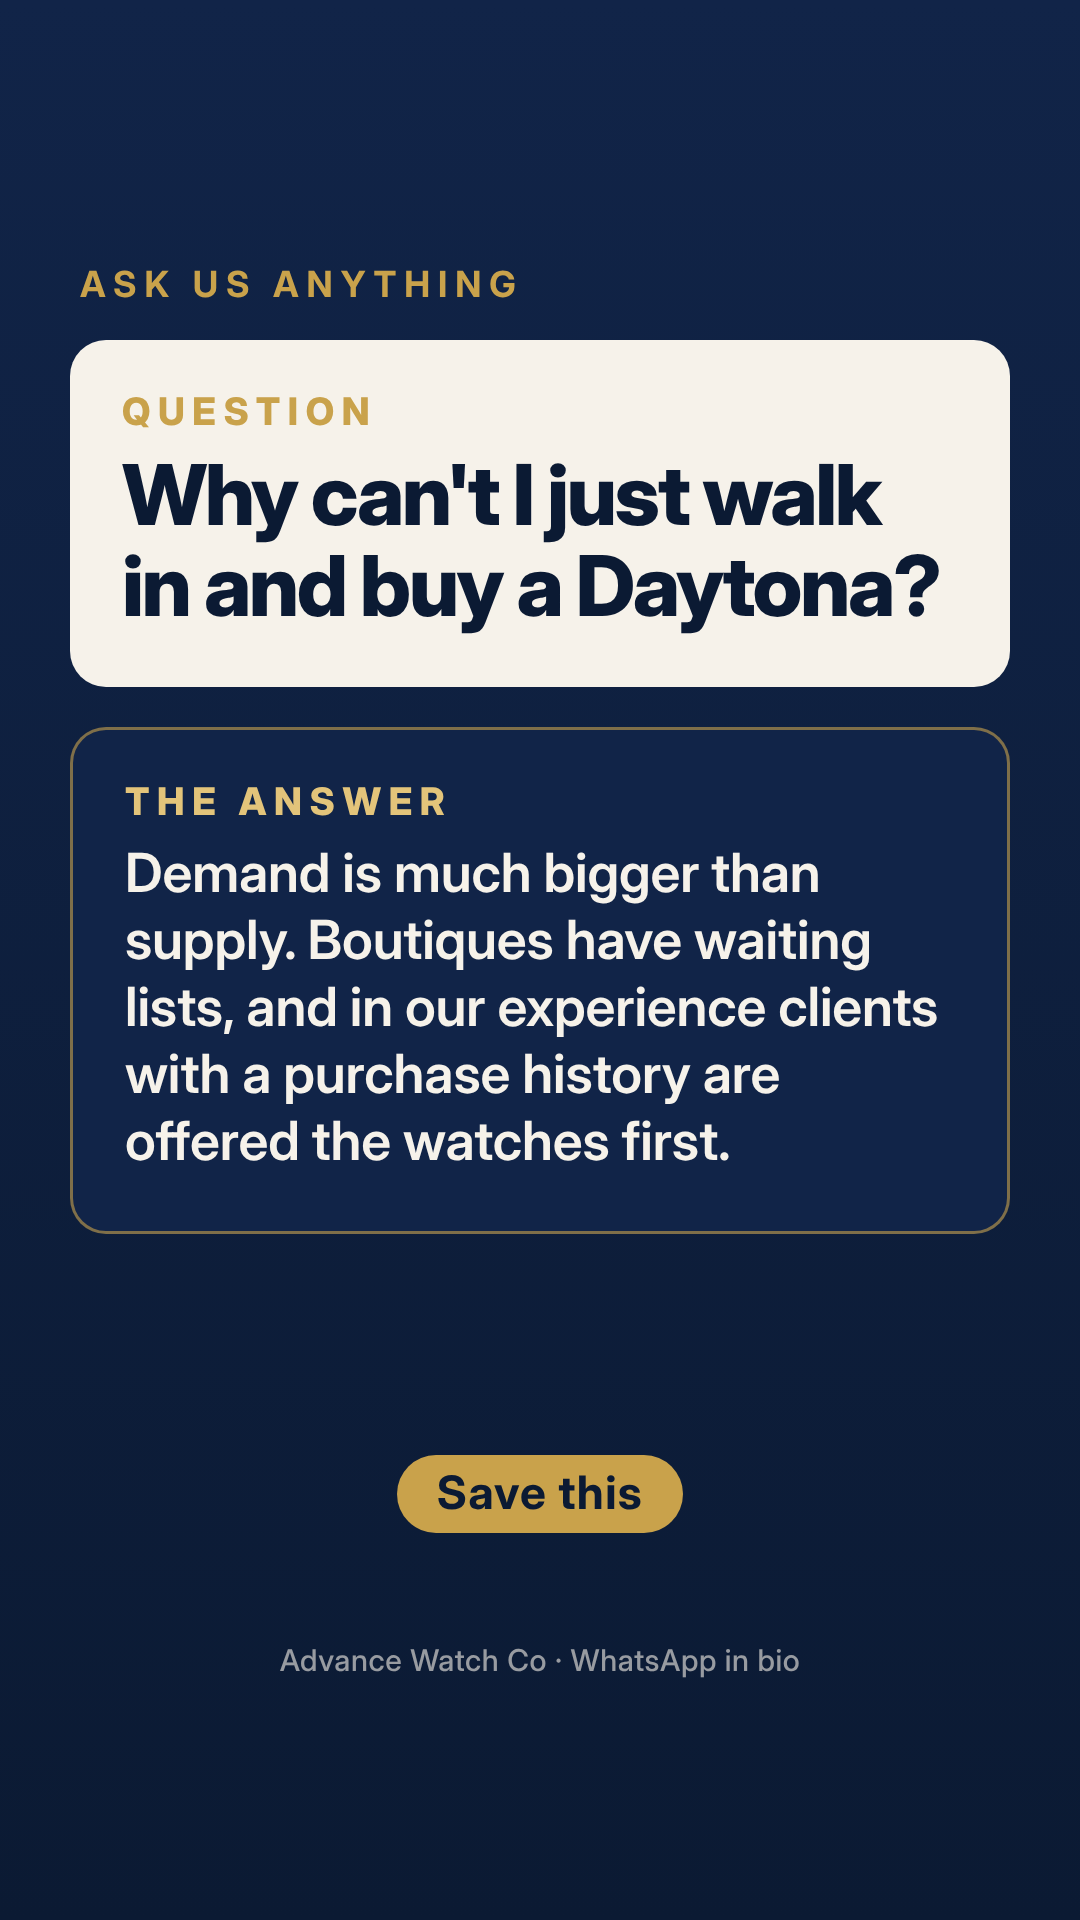 ASK US ANYTHING
QUESTION
Why can't I just walk
in and buy a Daytona?
THE ANSWER
Demand is much bigger than
supply. Boutiques have waiting
lists, and in our experience clients
with a purchase history are
offered the watches first.
Save this
Advance Watch Co · WhatsApp in bio